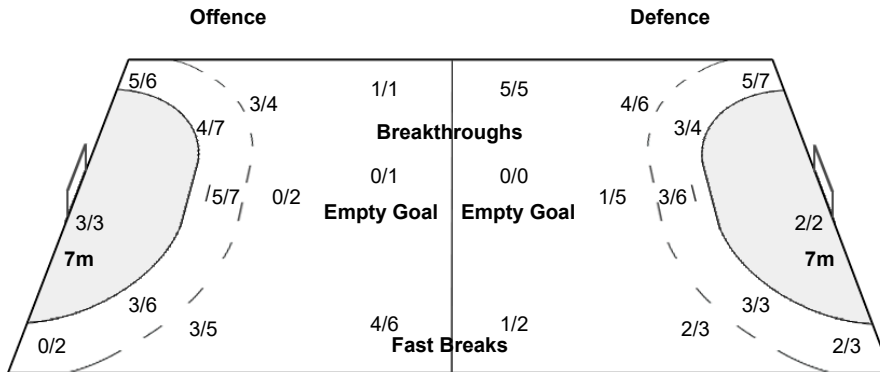 Offence Defence
5/6 1/1 5/5 5/7
3/4 4/6
4/7 Breakthroughs 3/4
0/1 0/0
5/7 0/2 1/5 3/6
Empty Goal Empty Goal
3/3 2/2
7m 7m
3/6 3/3
3/5 4/6 1/2 2/3
0/2 Fast Breaks 2/3